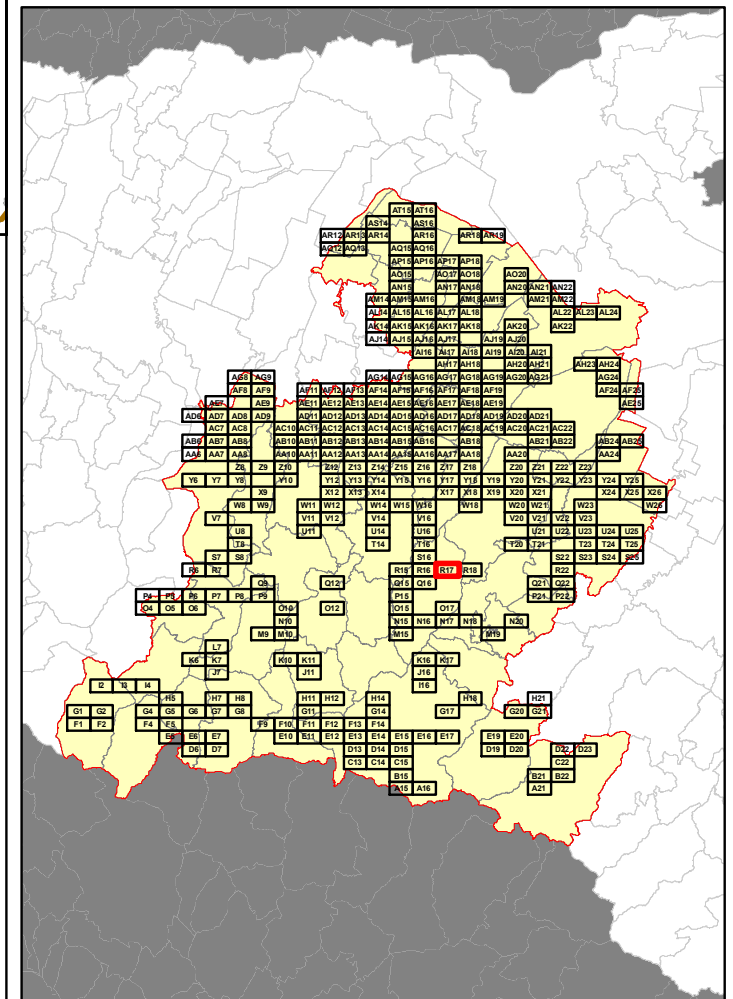 AT15 AT16
AS14 AS16
AR12 AR13 AR14 AR16 AR18 AR19
AQ12 AQ13 AQ15 AQ16
AP15 AP16 AP17 AP18
AO15 AO17 AO18 AO20
AN15 AN17 AN18 AN20 AN21 AN22
AM14 AM15 AM16 AM18 AM19 AM21 AM22
AL14 AL15 AL16 AL17 AL18 AL22 AL23 AL24
AK14 AK15 AK16 AK17 AK18 AK20 AK22
AJ14 AJ15 AJ16 AJ17 AJ19 AJ20
AI16 AI17 AI18 AI19 AI20 AI21
AH17 AH18 AH20 AH21 AH23 AH24
AG8 AG9 AG14 AG15 AG16 AG17 AG18 AG19 AG20 AG21 AG24
AF8 AF9 AF11 AF12 AF13 AF14 AF15 AF16 AF17 AF18 AF19 AF24 AF25
AE7 AE9 AE11 AE12 AE13 AE14 AE15 AE16 AE17 AE18 AE19 AE25
AD6 AD7 AD8 AD9 AD11 AD12 AD13 AD14 AD15 AD16 AD17 AD18 AD19 AD20 AD21
AC7 AC8 AC10 AC11 AC12 AC13 AC14 AC15 AC16 AC17 AC18 AC19 AC20 AC21 AC22
AB6 AB7 AB8 AB10 AB11 AB12 AB13 AB14 AB15 AB16 AB18 AB21 AB22 AB24 AB25
AA6 AA7 AA8 AA10 AA11 AA12 AA13 AA14 AA15 AA16 AA17 AA18 AA20 AA24
Z8 Z9 Z10 Z12 Z13 Z14 Z15 Z16 Z17 Z18 Z20 Z21 Z22 Z23
Y6 Y7 Y8 Y10 Y12 Y13 Y14 Y15 Y16 Y17 Y18 Y19 Y20 Y21 Y22 Y23 Y24 Y25
X9 X12 X13 X14 X17 X18 X19 X20 X21 X24 X25 X26
W8 W9 W11 W12 W14 W15 W16 W18 W20 W21 W23 W26
V7 V11 V12 V14 V16 V20 V21 V22 V23
U8 U11 U14 U16 U21 U22 U23 U24 U25
T8 T14 T16 T20 T21 T23 T24 T25
S7 S8 S16 S22 S23 S24 S25
R6 R7 R15 R16 R17 R18 R22
Q9 Q12 Q15 Q16 Q21 Q22
P4 P5 P6 P7 P8 P9 P15 P21 P22
O4 O5 O6 O10 O12 O15 O17
N10 N15 N16 N17 N18 N20
M9 M10 M15 M19
L7
K6 K7 K10 K11 K16 K17
J7 J11 J16
I2 I3 I4 I16
H5 H7 H8 H11 H12 H14 H18 H21
G1 G2 G4 G5 G6 G7 G8 G11 G14 G17 G20 G21
F1 F2 F4 F5 F9 F10 F11 F12 F13 F14
E5 E6 E7 E10 E11 E12 E13 E14 E15 E16 E17 E19 E20
D6 D7 D13 D14 D15 D19 D20 D22 D23
C13 C14 C15 C22
B15 B21 B22
A15 A16 A21